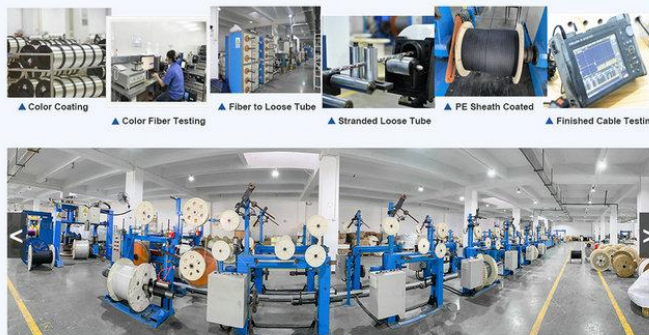 ▲ Color Coating
▲ Color Fiber Testing
▲ Fiber to Loose Tube
▲ Stranded Loose Tube
▲ PE Sheath Coated
▲ Finished Cable Testin